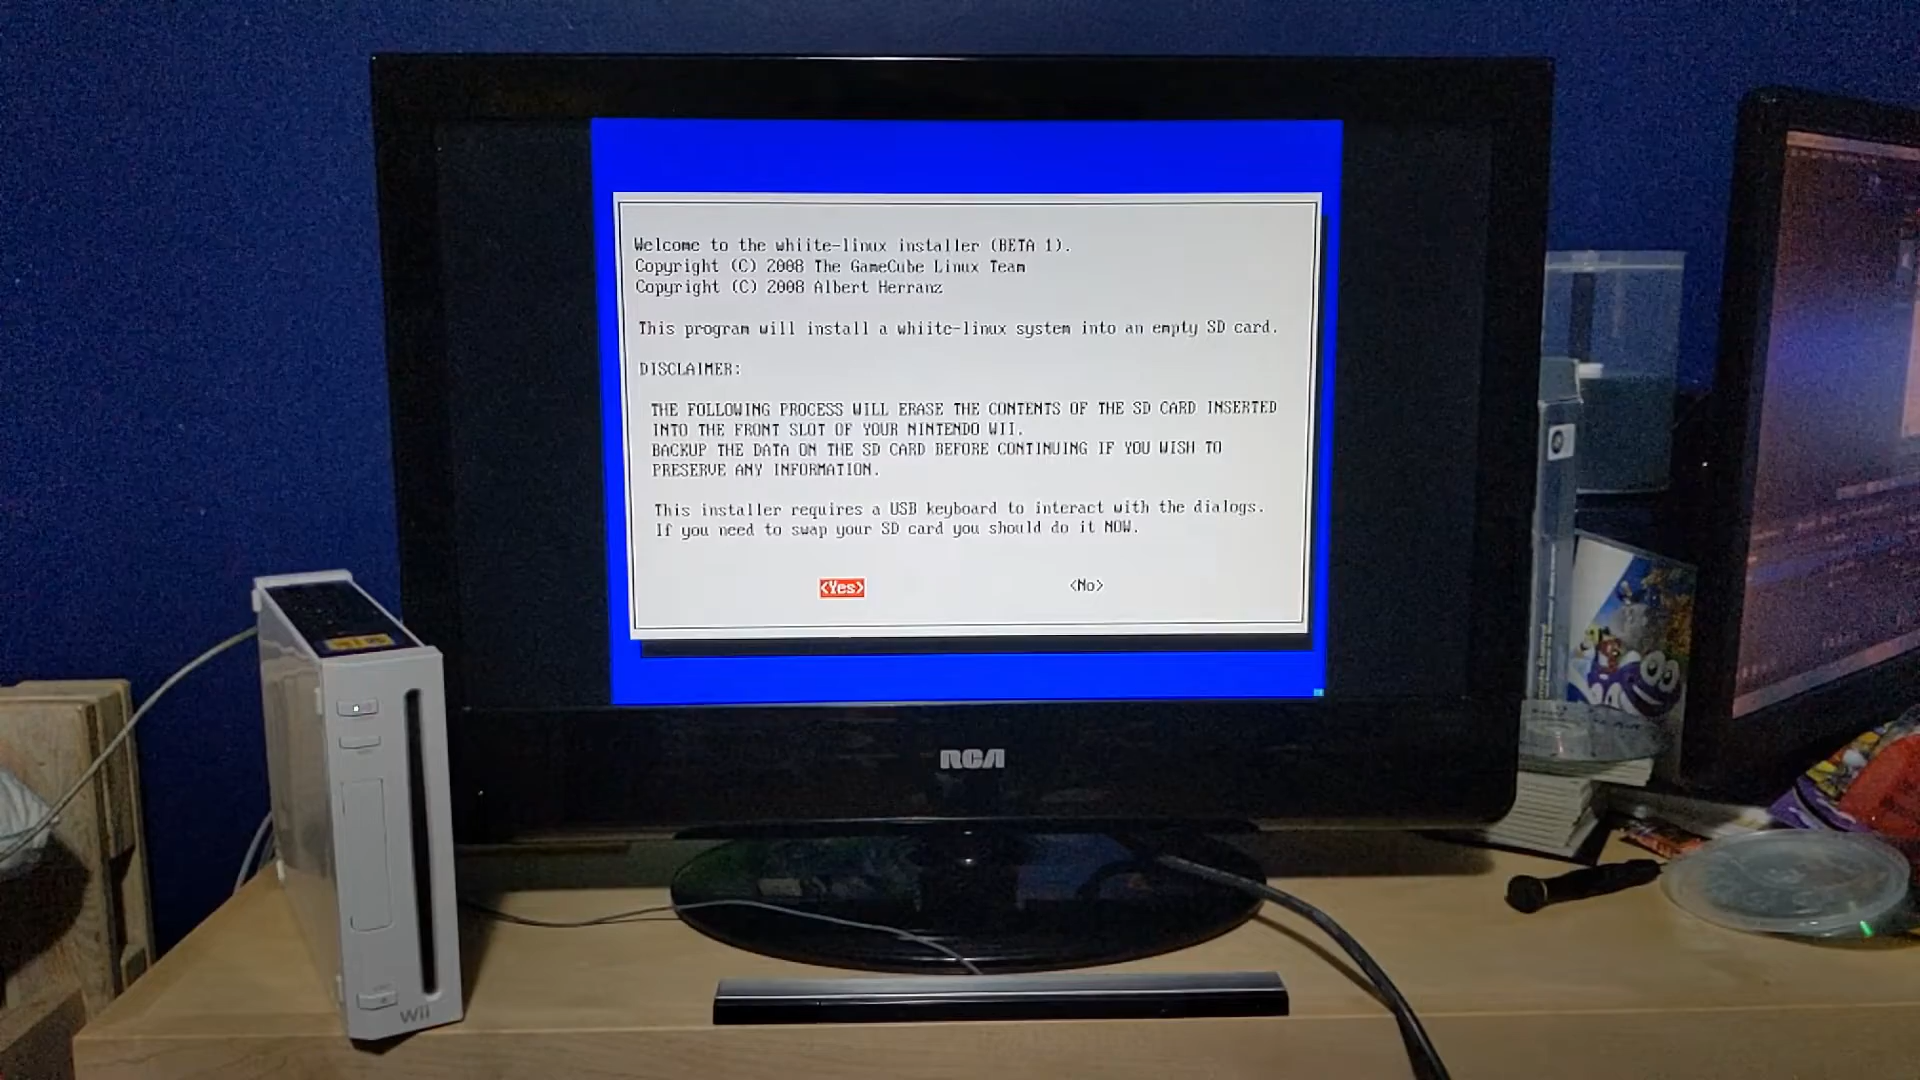 Welcome to the whiite-linux installer (BETA 1).
Copyright (C) 2008 The GameCube Linux Team
Copyright (C) 2008 Albert Herranz
This program will install a whiite-linux system into an empty SD card.
DISCLAIMER:
THE FOLLOWING PROCESS WILL ERASE THE CONTENTS OF THE SD CARD INSERTED
INTO THE FRONT SLOT OF YOUR NINTENDO WII.
BACKUP THE DATA ON THE SD CARD BEFORE CONTINUING IF YOU WISH TO
PRESERVE ANY INFORMATION.
This installer requires a USB keyboard to interact with the dialogs.
If you need to swap your SD card you should do it NOW.
<Yes> <No>
RCA
Wii